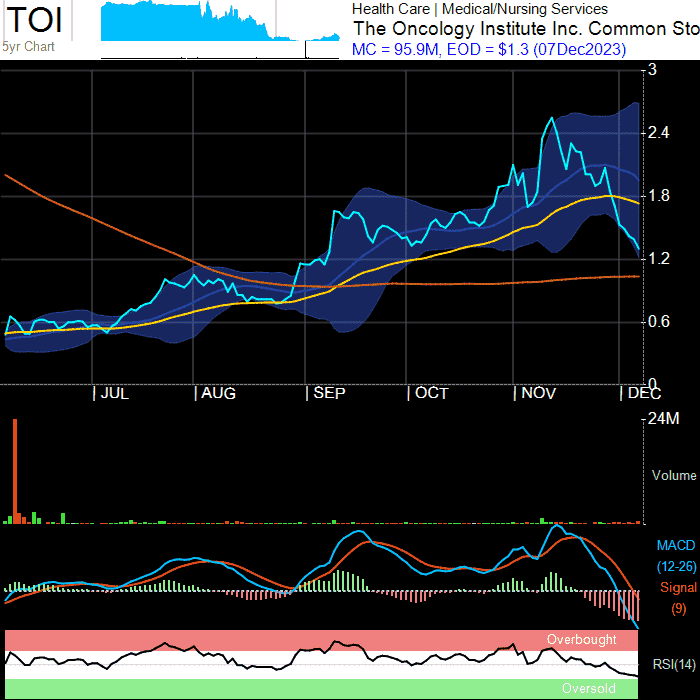 TOI
5yr Chart
Health Care | Medical/Nursing Services
The Oncology Institute Inc. Common Sto
MC = 95.9M, EOD = $1.3 (07Dec2023)
3
2.4
1.8
1.2
0.6
0
| JUL | AUG | SEP | OCT | NOV | DEC
24M
Volume
MACD
(12-26)
Signal
(9)
Overbought
RSI(14)
Oversold